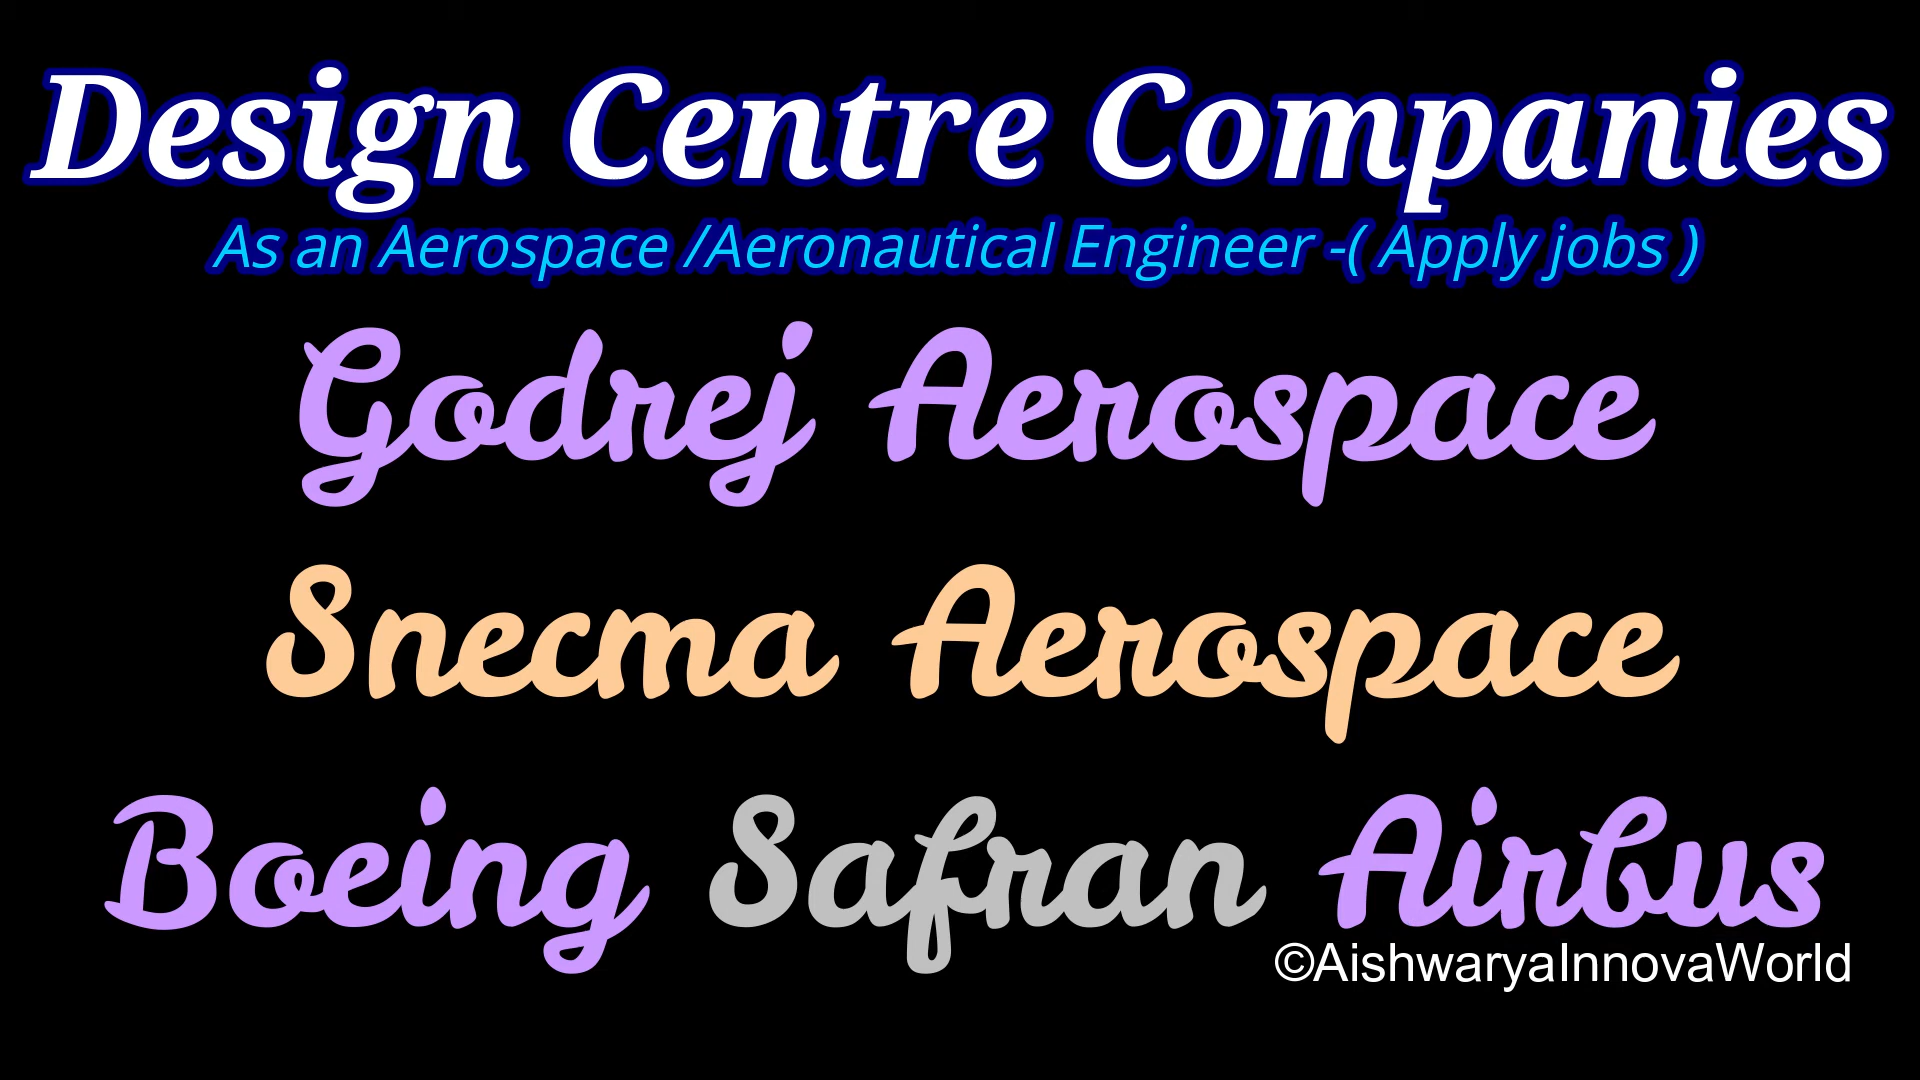 Design Centre Companies
As an Aerospace /Aeronautical Engineer -( Apply jobs )
Godrej Aerospace
Snecma Aerospace
Boeing Safran Airbus
©AishwaryaInnovaWorld